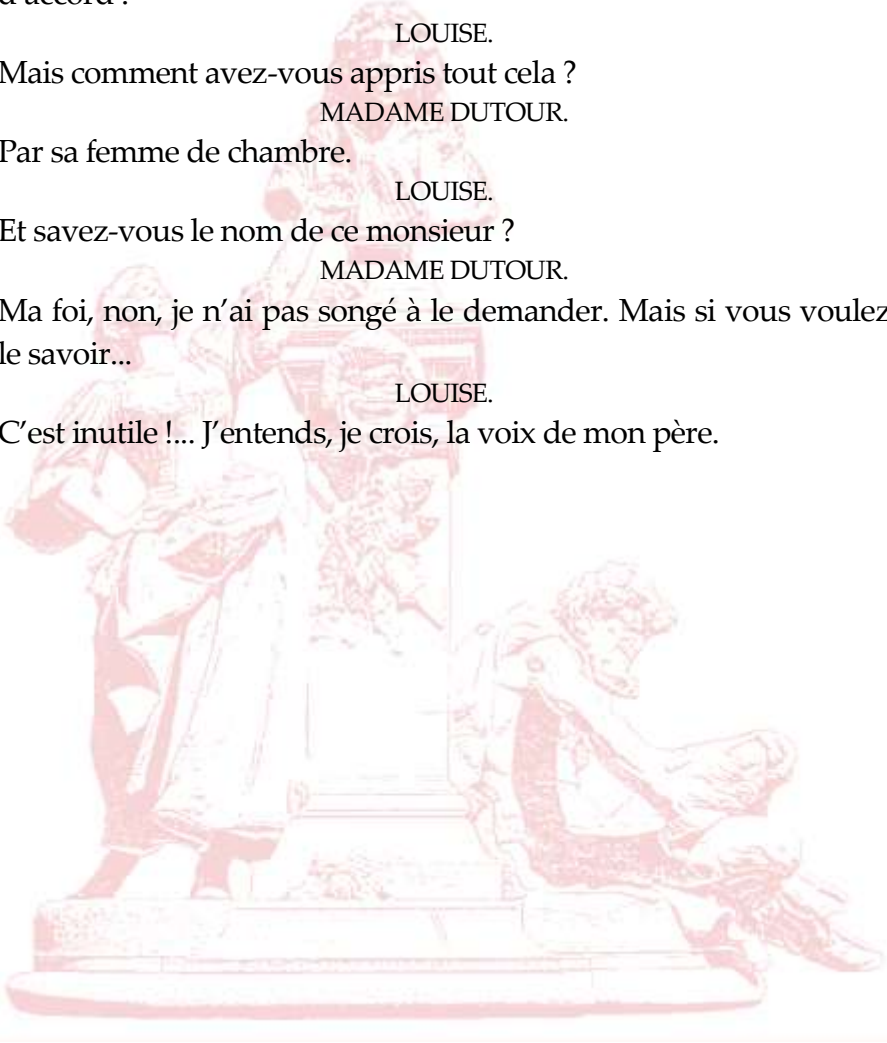 d'accord !
LOUISE.
Mais comment avez-vous appris tout cela ?
MADAME DUTOUR.
Par sa femme de chambre.
LOUISE.
Et savez-vous le nom de ce monsieur ?
MADAME DUTOUR.
Ma foi, non, je n’ai pas songé à le demander. Mais si vous voulez
le savoir...
LOUISE.
C’est inutile !... J’entends, je crois, la voix de mon père.